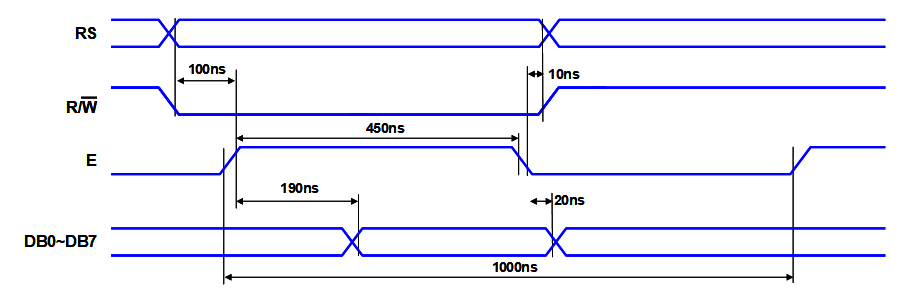 RS
100ns
10ns
R/W̅
450ns
E
190ns
20ns
DB0~DB7
1000ns